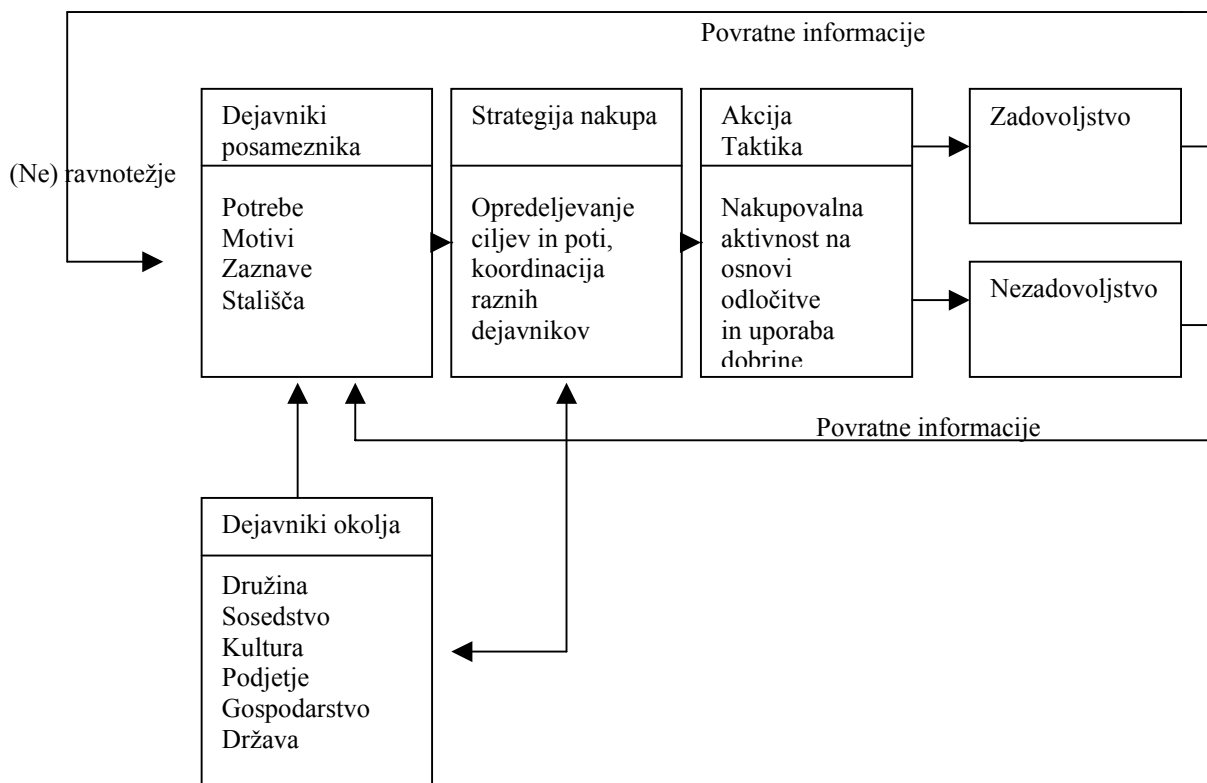 Povratne informacije
(Ne) ravnotežje
Dejavniki
posameznika
Potrebe
Motivi
Zaznave
Stališča
Strategija nakupa
Opredeljevanje
ciljev in poti,
koordinacija
raznih
dejavnikov
Akcija
Taktika
Nakupovalna
aktivnost na
osnovi
odločitve
in uporaba
dobrine
Zadovoljstvo
Nezadovoljstvo
Povratne informacije
Dejavniki okolja
Družina
Sosedstvo
Kultura
Podjetje
Gospodarstvo
Država